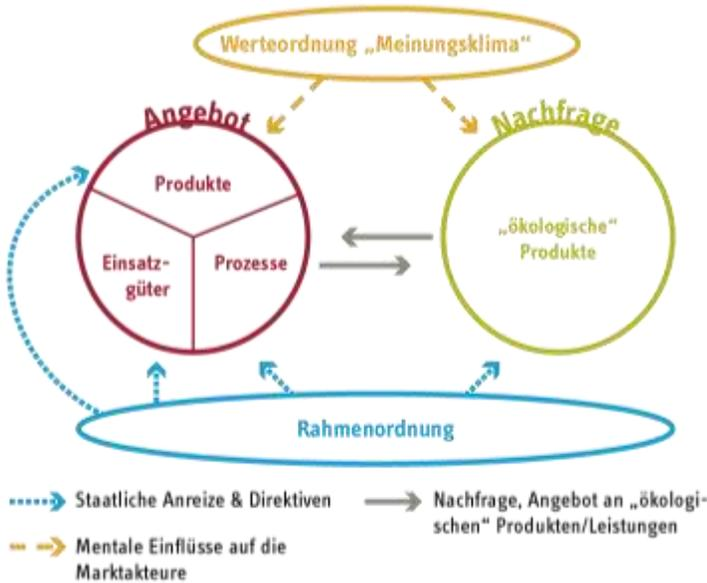 Werteordnung „Meinungsklima“
Angebot
Nachfrage
Produkte
Einsatz-
güter
Prozesse
„ökologische“
Produkte
Rahmenordnung
Staatliche Anreize & Direktiven
Nachfrage, Angebot an „ökologi-
schen“ Produkten/Leistungen
Mentale Einflüsse auf die
Marktakteure